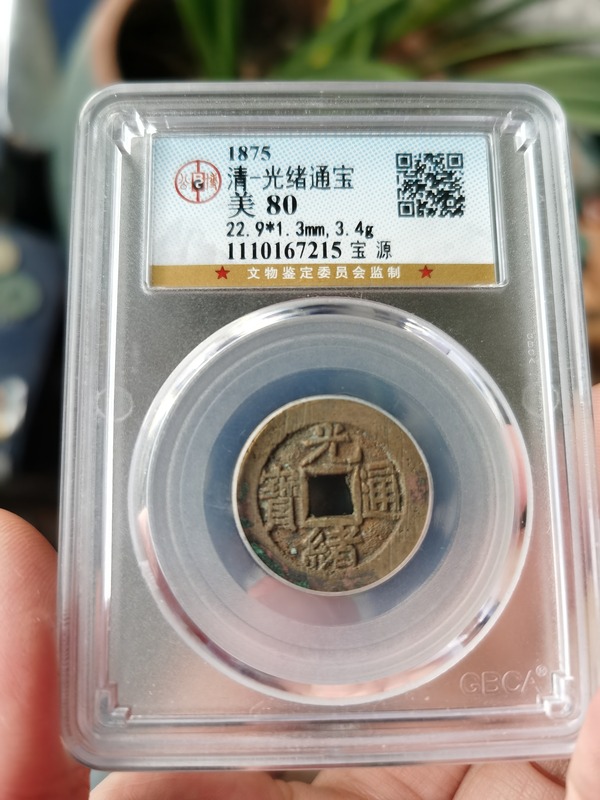 1875
清-光绪通宝
美 80
22.9*1.3mm,3.4g
1110167215 宝 源
★ 文物鉴定委员会监制 ★
光
寶 通
緒
GBCA®